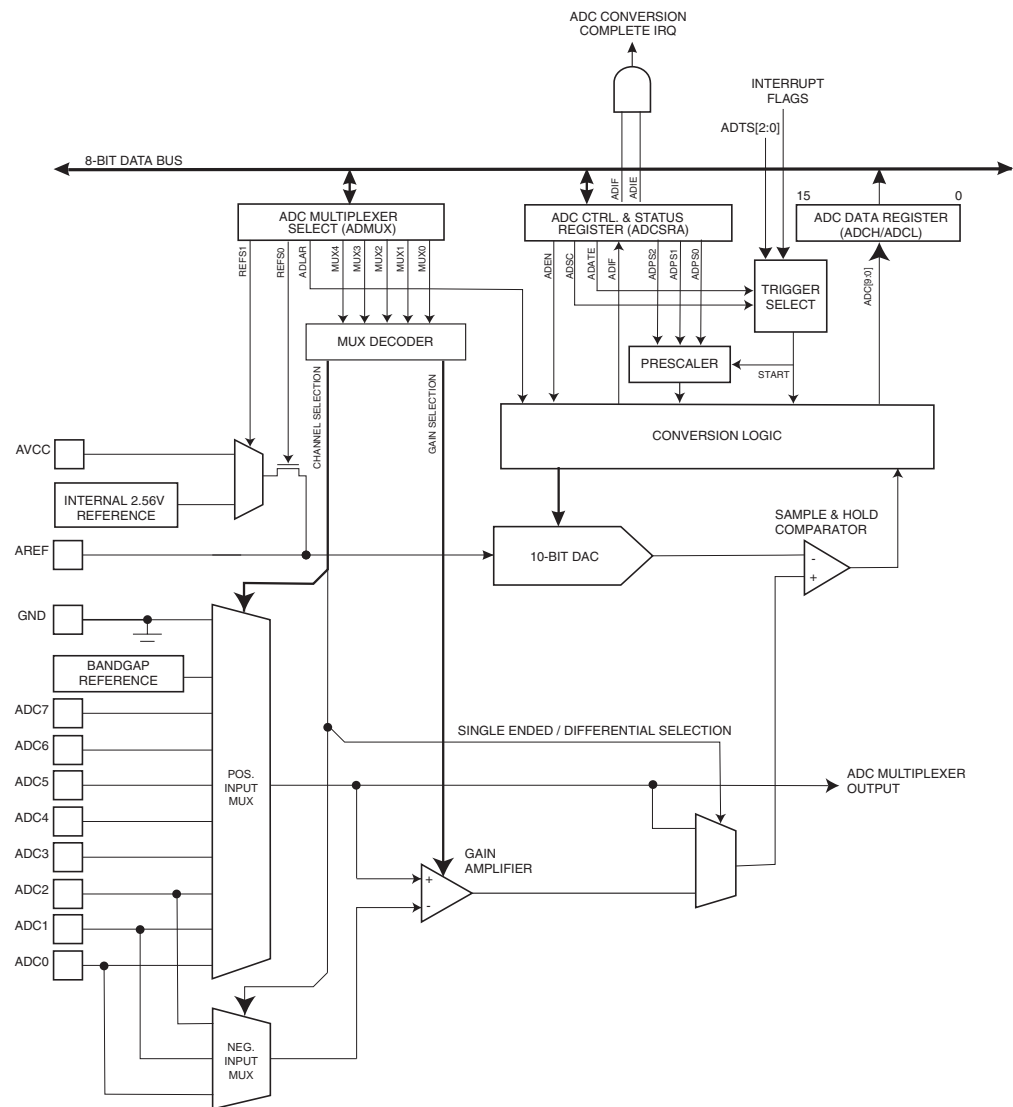 ADC CONVERSION
COMPLETE IRQ
INTERRUPT
FLAGS
ADTS[2:0]
8-BIT DATA BUS
ADIF
ADIE
15
0
ADC MULTIPLEXER
SELECT (ADMUX)
ADC CTRL. & STATUS
REGISTER (ADCSRA)
ADC DATA REGISTER
(ADCH/ADCL)
REFS1
REFS0
ADLAR
MUX4
MUX3
MUX2
MUX1
MUX0
ADEN
ADSC
ADATE
ADIF
ADPS2
ADPS1
ADPS0
ADC[9:0]
TRIGGER
SELECT
MUX DECODER
PRESCALER
START
CHANNEL SELECTION
GAIN SELECTION
CONVERSION LOGIC
AVCC
INTERNAL 2.56V
REFERENCE
SAMPLE & HOLD
COMPARATOR
AREF
10-BIT DAC
-
+
GND
BANDGAP
REFERENCE
ADC7
SINGLE ENDED / DIFFERENTIAL SELECTION
ADC6
ADC5
POS.
INPUT
MUX
ADC MULTIPLEXER
OUTPUT
ADC4
ADC3
GAIN
AMPLIFIER
+
-
ADC2
ADC1
ADC0
NEG.
INPUT
MUX